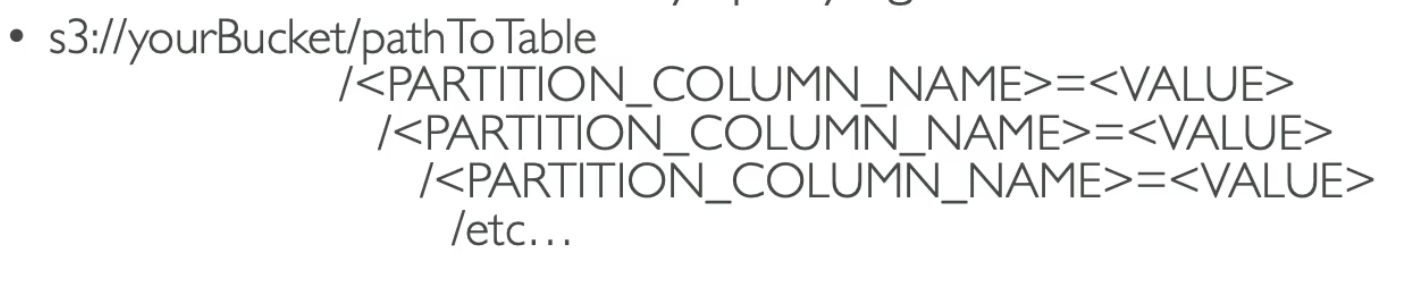 • s3://yourBucket/pathToTable
/<PARTITION_COLUMN_NAME>=<VALUE>
/<PARTITION_COLUMN_NAME>=<VALUE>
/<PARTITION_COLUMN_NAME>=<VALUE>
/etc…